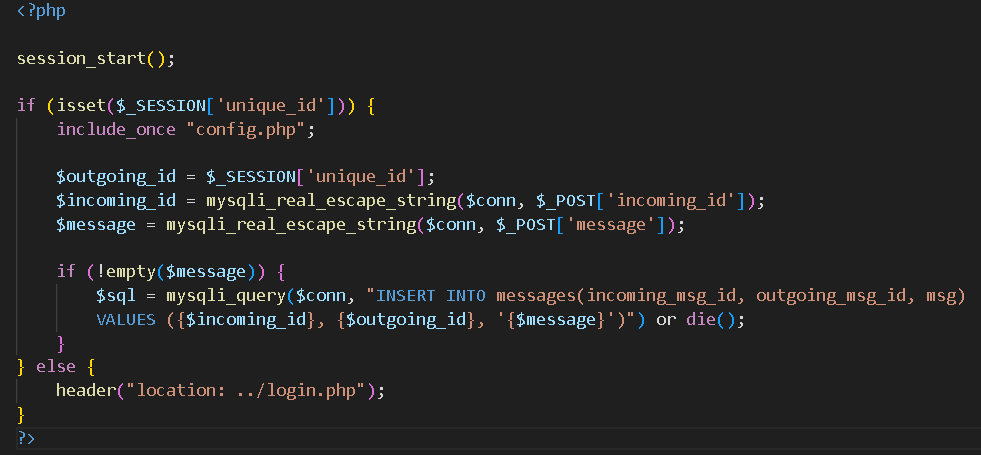 <?php
session_start();
if (isset($_SESSION['unique_id'])) {
include_once "config.php";
$outgoing_id = $_SESSION['unique_id'];
$incoming_id = mysqli_real_escape_string($conn, $_POST['incoming_id']);
$message = mysqli_real_escape_string($conn, $_POST['message']);
if (!empty($message)) {
$sql = mysqli_query($conn, "INSERT INTO messages(incoming_msg_id, outgoing_msg_id, msg)
VALUES ({$incoming_id}, {$outgoing_id}, '{$message}')") or die();
}
} else {
header("location: ../login.php");
}
?>